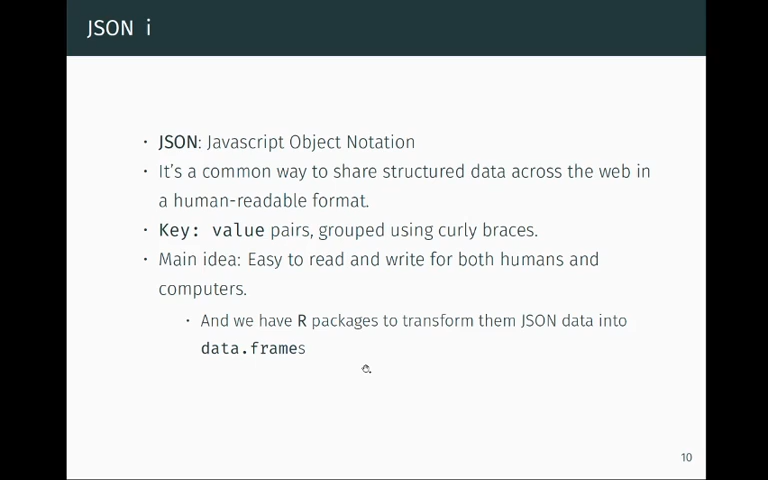 JSON i
· JSON: Javascript Object Notation
· It's a common way to share structured data across the web in
a human-readable format.
· Key: value pairs, grouped using curly braces.
· Main idea: Easy to read and write for both humans and
computers.
· And we have R packages to transform them JSON data into
data.frames
10